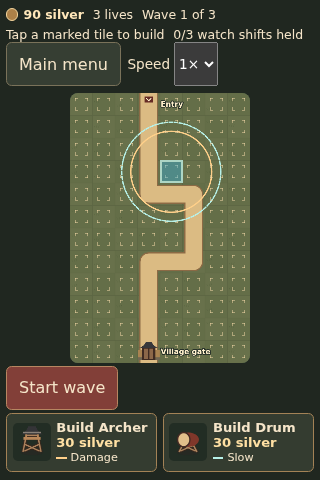 90 silver 3 lives Wave 1 of 3
Tap a marked tile to build 0/3 watch shifts held
Main menu Speed 1×
Entry
Village gate
Start wave
Build Archer
30 silver
Damage
Build Drum
30 silver
Slow